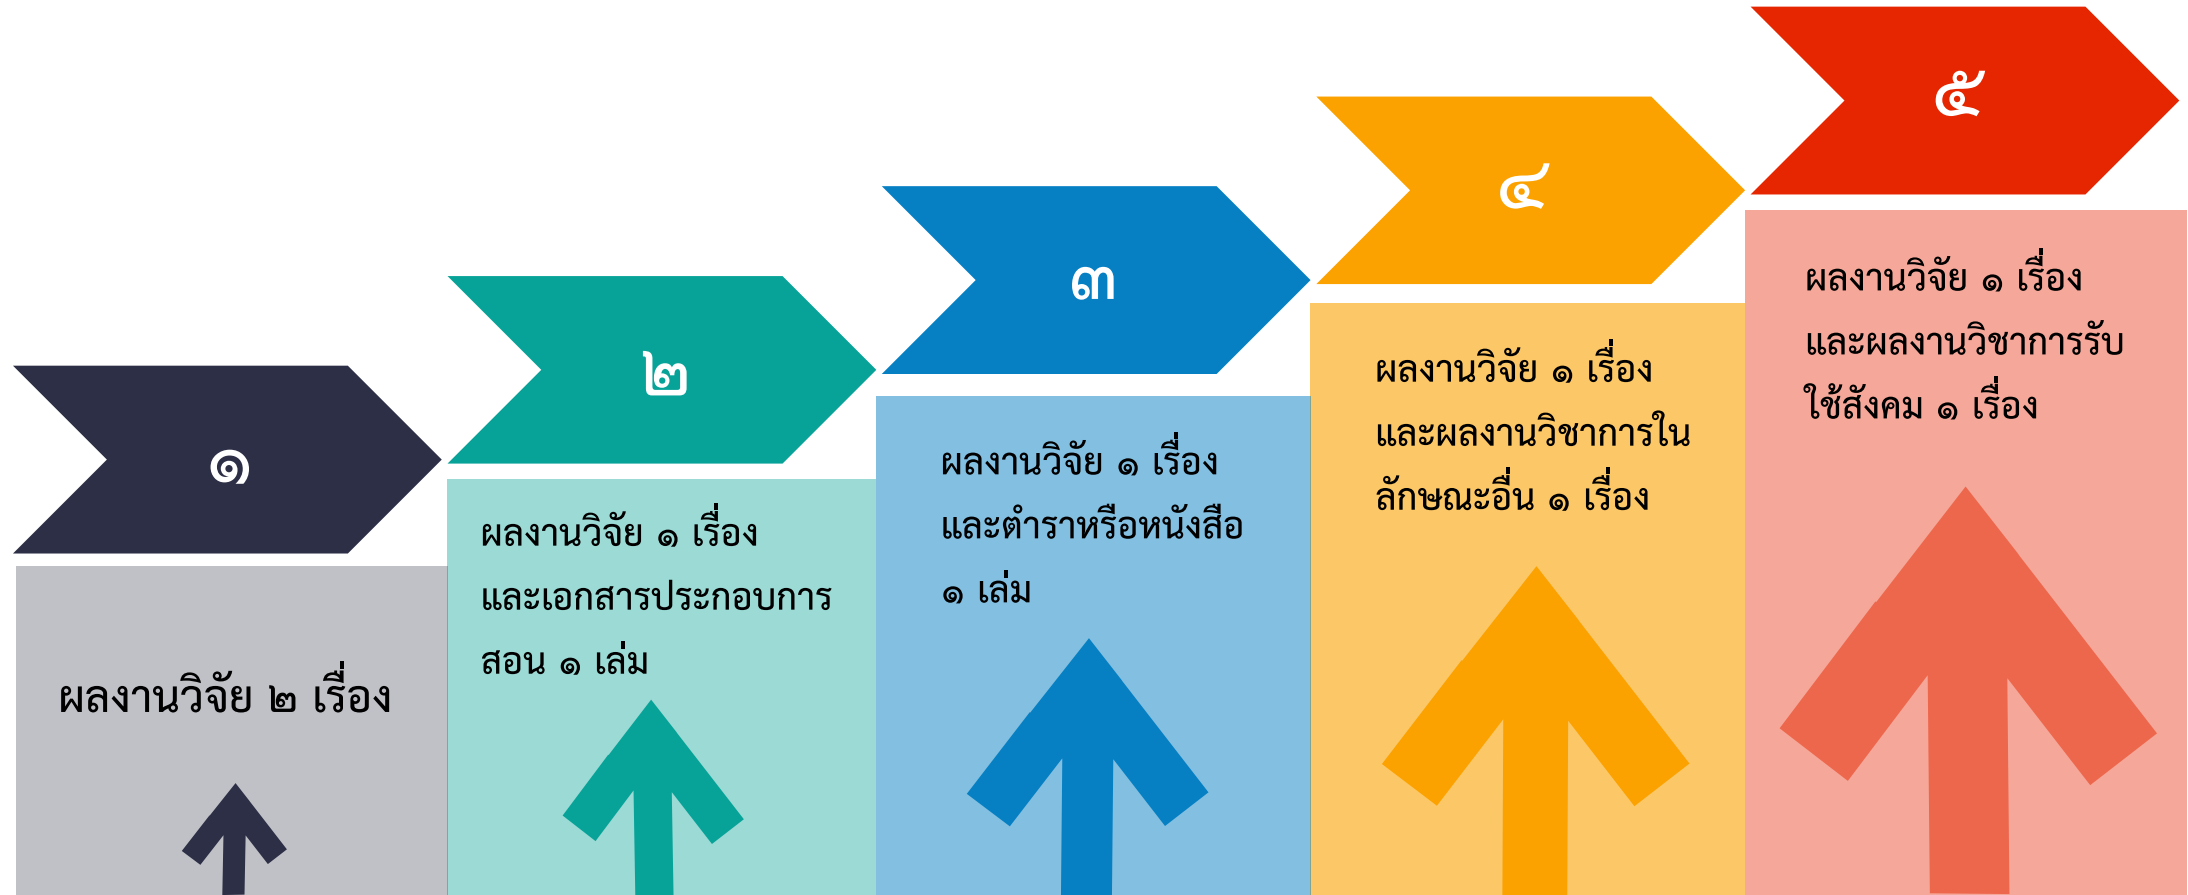 ๑
ผลงานวิจัย ๒ เรื่อง
๒
ผลงานวิจัย ๑ เรื่อง
และเอกสารประกอบการ
สอน ๑ เล่ม
๓
ผลงานวิจัย ๑ เรื่อง
และตำราหรือหนังสือ
๑ เล่ม
๔
ผลงานวิจัย ๑ เรื่อง
และผลงานวิชาการใน
ลักษณะอื่น ๑ เรื่อง
๕
ผลงานวิจัย ๑ เรื่อง
และผลงานวิชาการรับ
ใช้สังคม ๑ เรื่อง